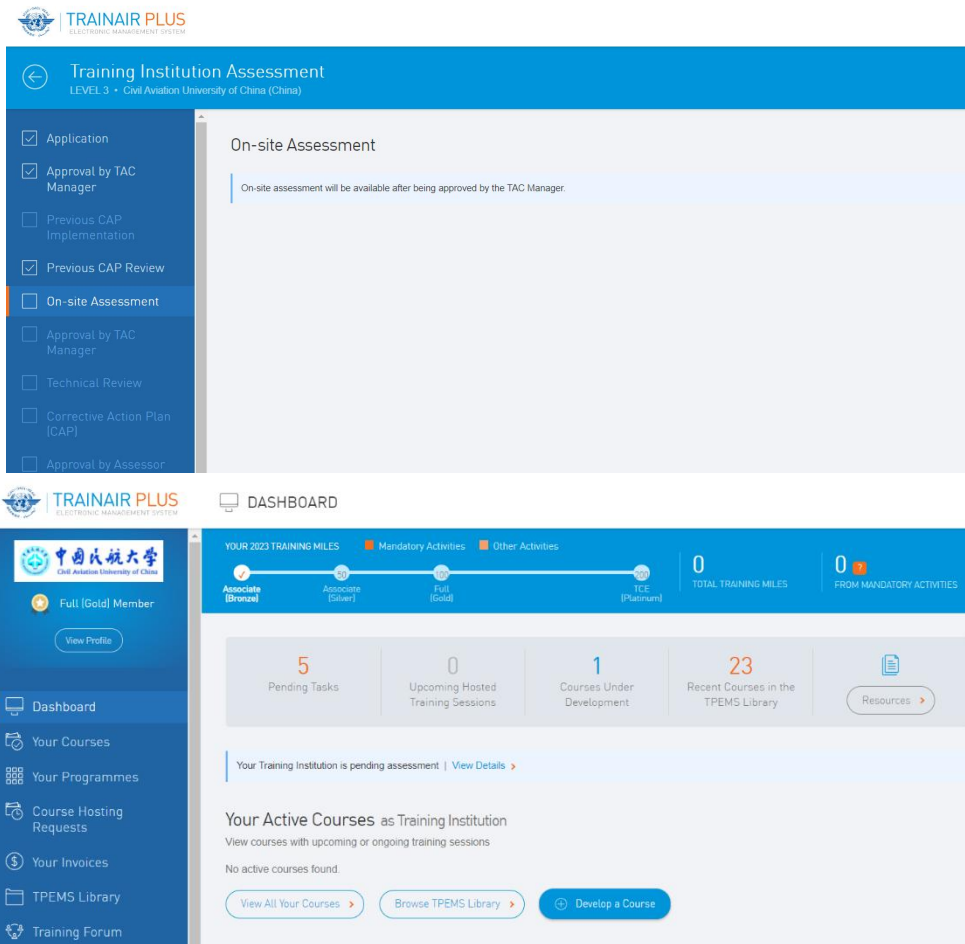 TRAINAIR PLUS
ELECTRONIC MANAGEMENT SYSTEM
Training Institution Assessment
LEVEL 3 • Civil Aviation University of China (China)
Application
Approval by TAC
Manager
Previous CAP
Implementation
Previous CAP Review
On-site Assessment
Approval by TAC
Manager
Technical Review
Corrective Action Plan
(CAP)
Approval by Assessor
On-site Assessment
On-site assessment will be available after being approved by the TAC Manager.
TRAINAIR PLUS
ELECTRONIC MANAGEMENT SYSTEM
DASHBOARD
中国民航大学
Civil Aviation University of China
Full (Gold) Member
View Profile
Dashboard
Your Courses
Your Programmes
Course Hosting
Requests
Your Invoices
TPEMS Library
Training Forum
YOUR 2023 TRAINING MILES
Mandatory Activities
Other Activities
50
100
200
Associate
(Bronze)
Associate
(Silver)
Full
(Gold)
TCE
(Platinum)
0
TOTAL TRAINING MILES
0 ?
FROM MANDATORY ACTIVITIES
5
Pending Tasks
0
Upcoming Hosted
Training Sessions
1
Courses Under
Development
23
Recent Courses in the
TPEMS Library
Resources >
Your Training Institution is pending assessment | View Details >
Your Active Courses as Training Institution
View courses with upcoming or ongoing training sessions
No active courses found.
View All Your Courses >
Browse TPEMS Library >
Develop a Course